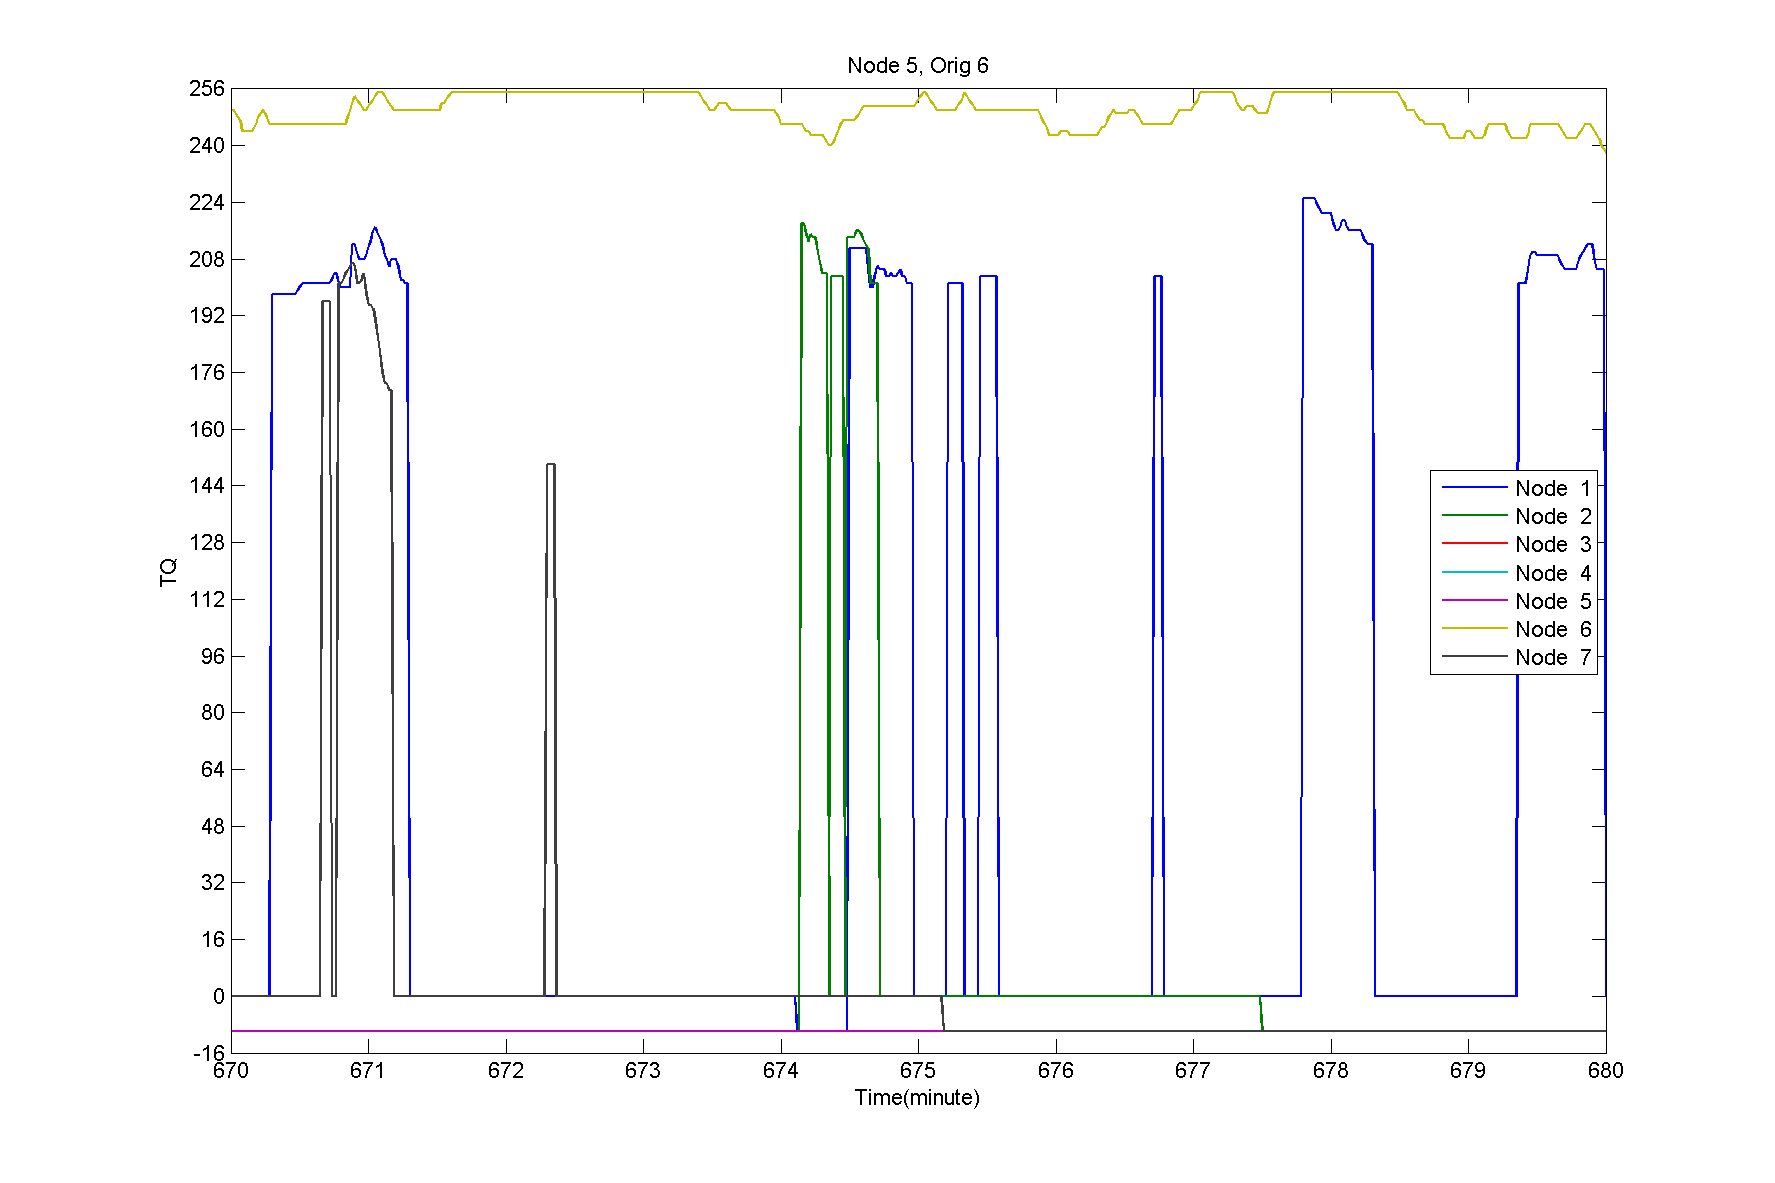 Node 5, Orig 6
256
240
224
208
192
176
160
144
128
112
96
80
64
48
32
16
0
-16
TQ
Node 1
Node 2
Node 3
Node 4
Node 5
Node 6
Node 7
670 671 672 673 674 675 676 677 678 679 680
Time(minute)